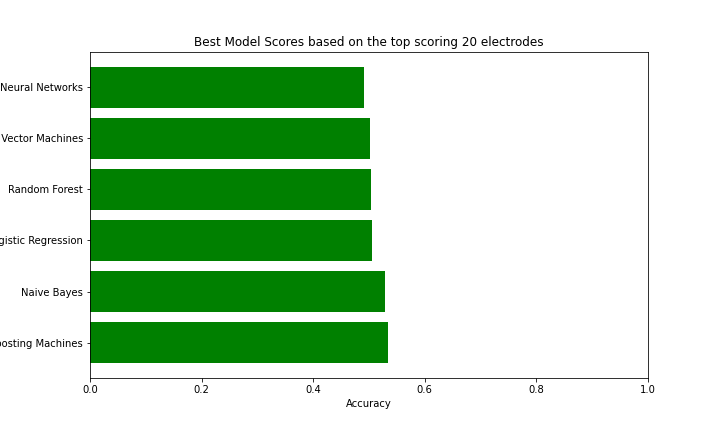 Best Model Scores based on the top scoring 20 electrodes
Neural Networks
Vector Machines
Random Forest
gistic Regression
Naive Bayes
osting Machines
0.0 0.2 0.4 0.6 0.8 1.0
Accuracy